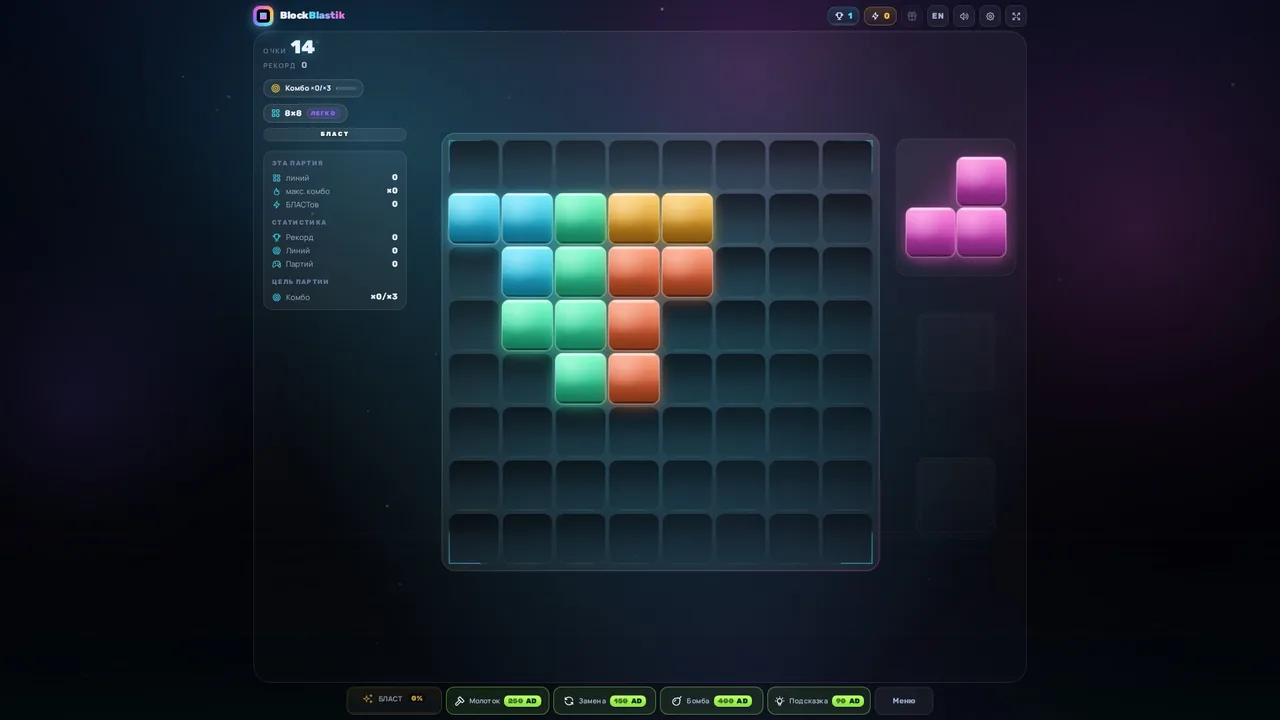 BlockBlastik
1
0
EN
ОЧКИ 14
РЕКОРД 0
Комбо ×0/×3
8×8 ЛЕГКО
БЛАСТ
ЭТА ПАРТИЯ
линий 0
макс.комбо ×0
БЛАСТов 0
СТАТИСТИКА
Рекорд 0
Линий 0
Партий 0
ЦЕЛЬ ПАРТИИ
Комбо ×0/×3
БЛАСТ 0%
Молоток 250 AD
Замена 150 AD
Бомба 400 AD
Подсказка 90 AD
Меню